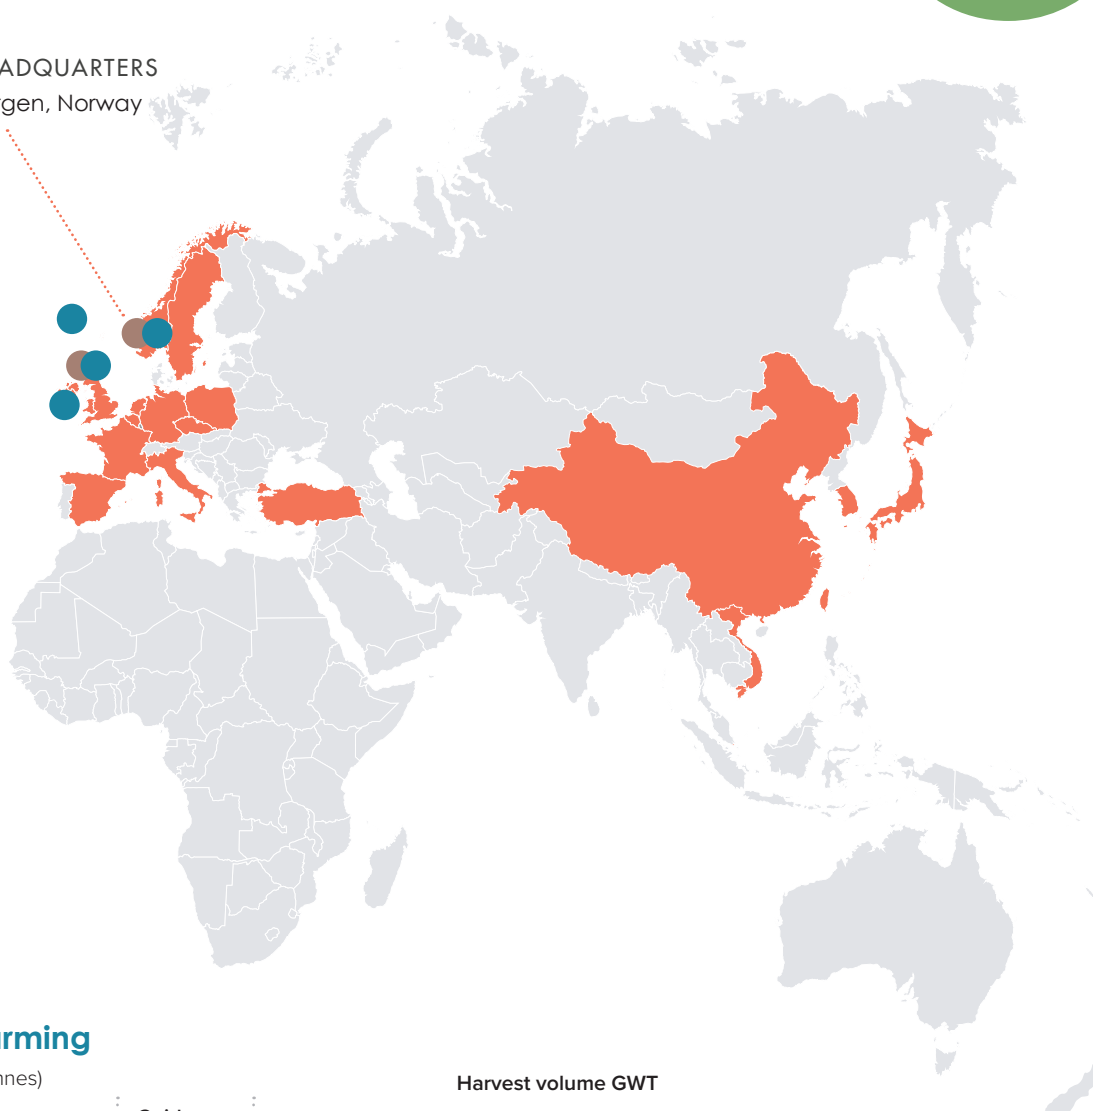 ADQUARTERS
gen, Norway
rming
nnes)
Harvest volume GWT